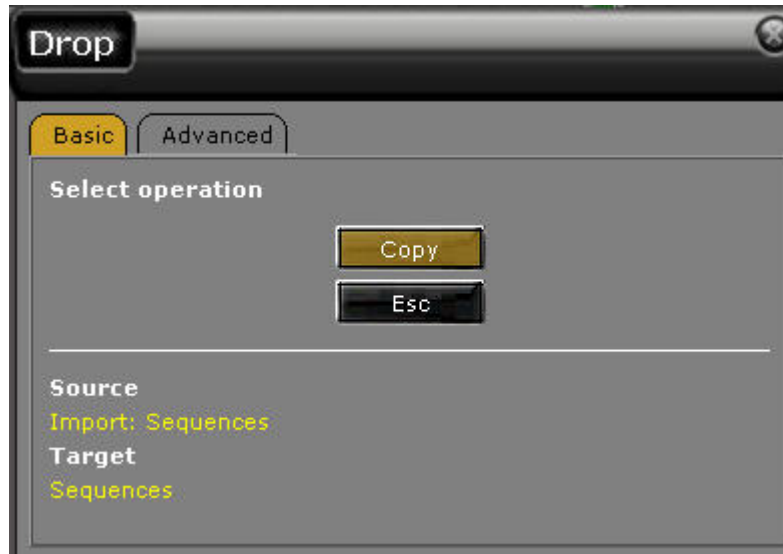 Drop
Basic Advanced
Select operation
Copy
Esc
Source
Import: Sequences
Target
Sequences